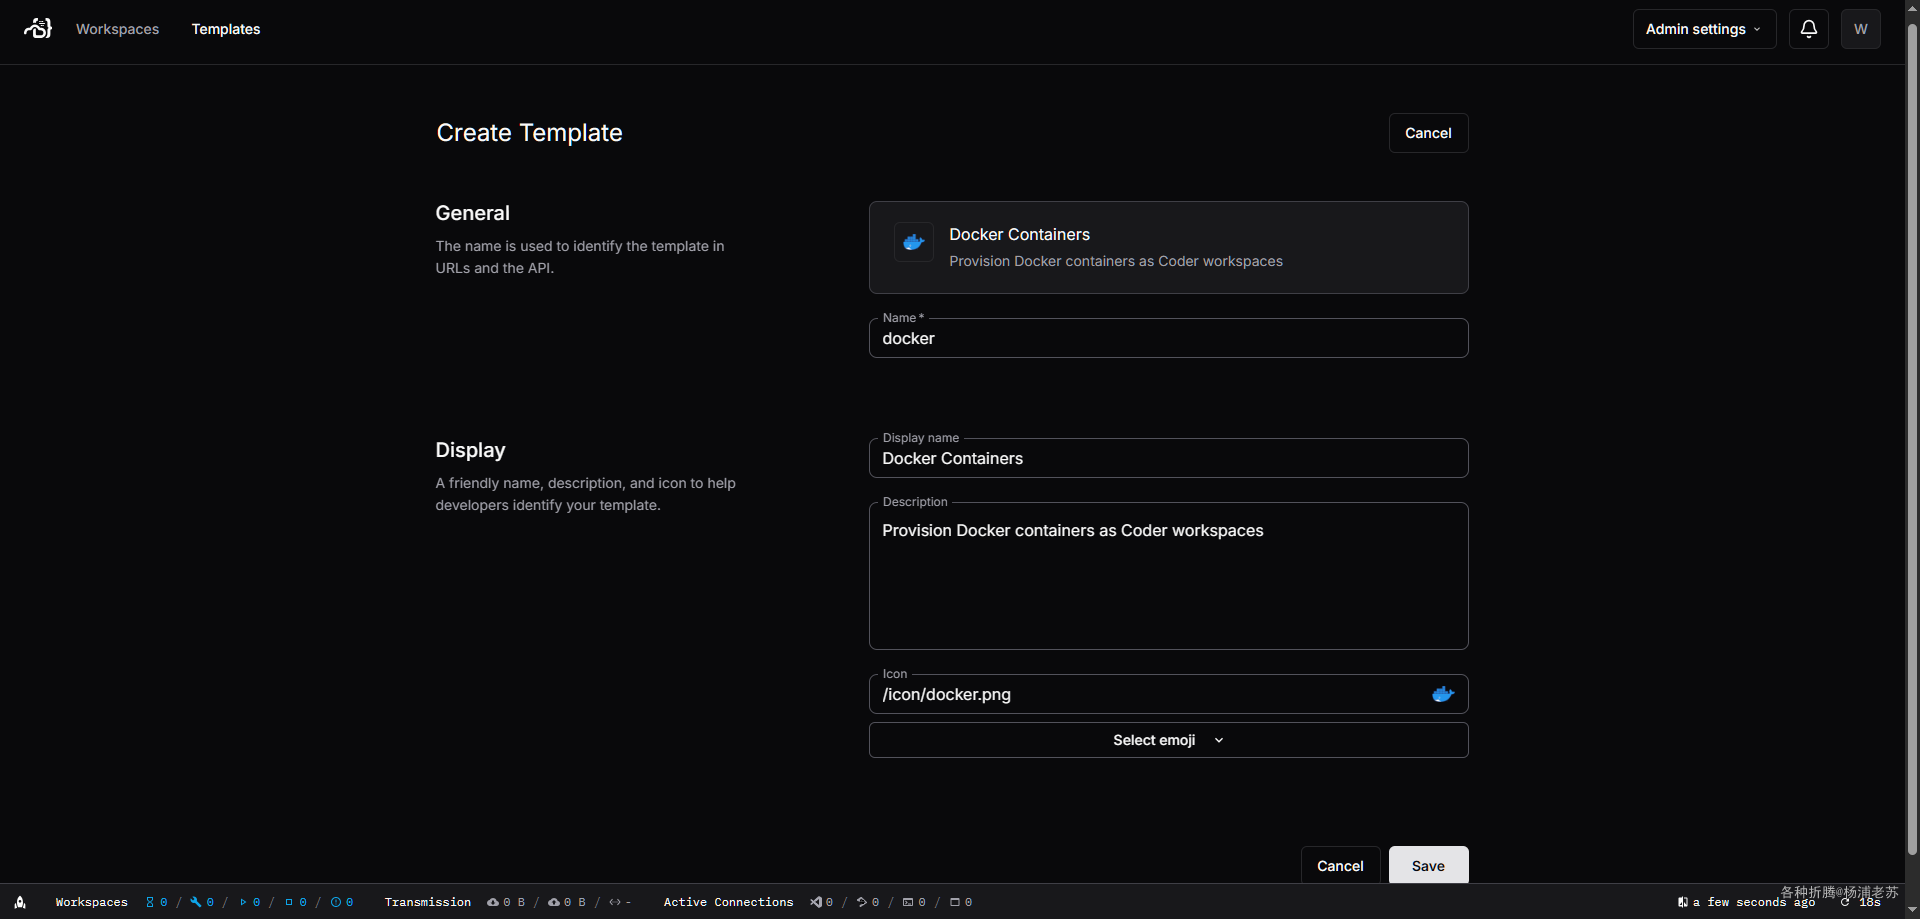 Workspaces
Templates
Admin settings
W
Create Template
Cancel
General
The name is used to identify the template in
URLs and the API.
Docker Containers
Provision Docker containers as Coder workspaces
Name *
docker
Display
A friendly name, description, and icon to help
developers identify your template.
Display name
Docker Containers
Description
Provision Docker containers as Coder workspaces
Icon
/icon/docker.png
Select emoji
Cancel
Save
各种折腾@杨浦老苏
Workspaces 0 / 0 / 0 / 0 / 0 Transmission 0 B / 0 B / - Active Connections 0 / 0 / 0 / 0 a few seconds ago 18s